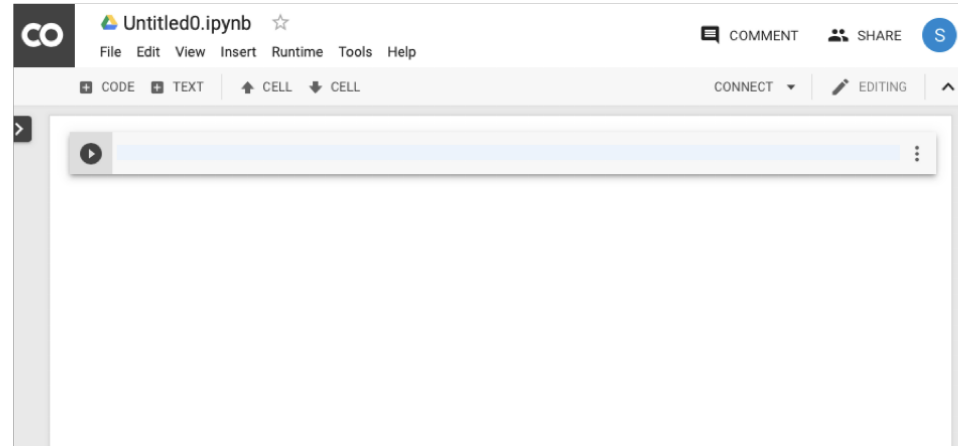 CO
Untitled0.ipynb
File Edit View Insert Runtime Tools Help
COMMENT SHARE S
CODE TEXT CELL CELL
CONNECT EDITING